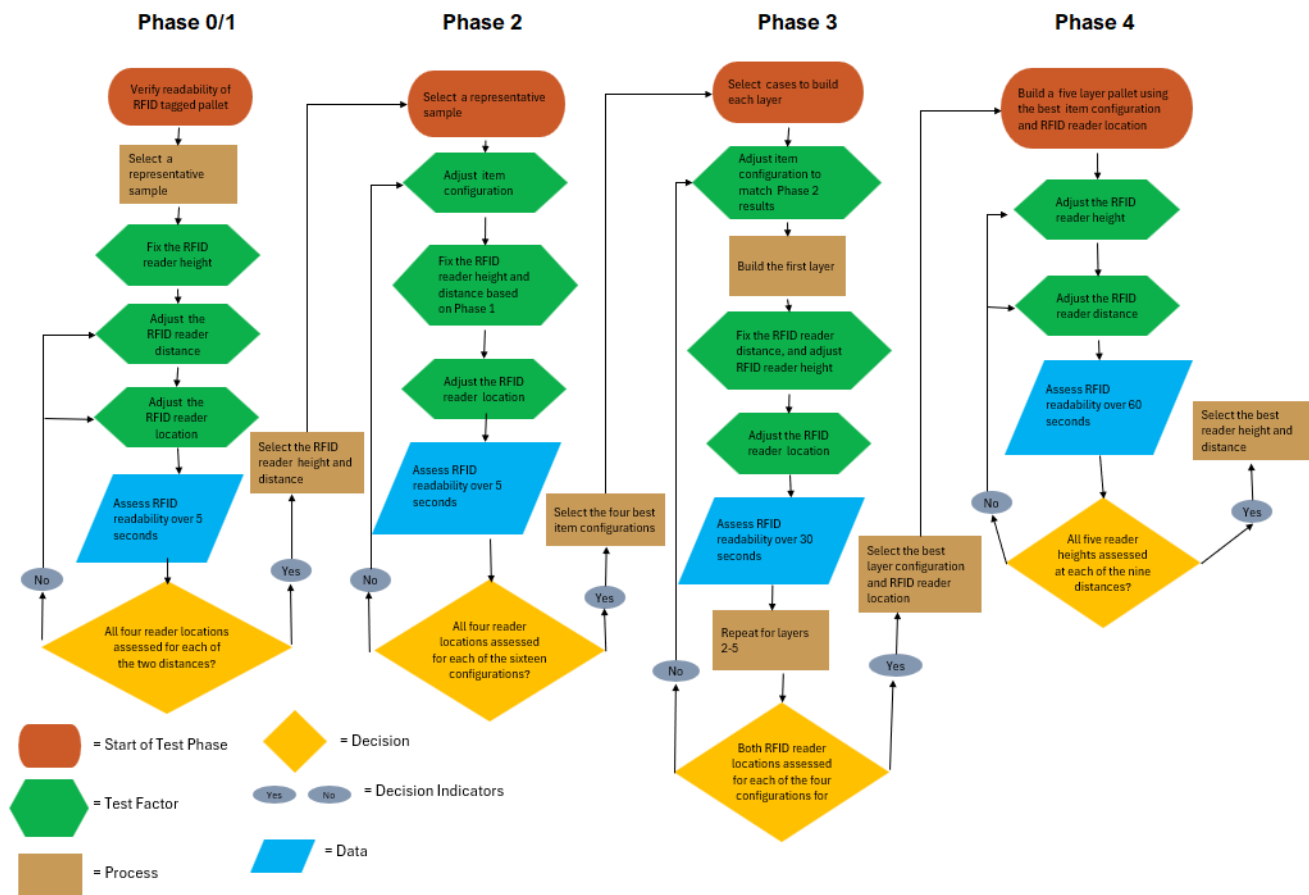 Phase 0/1
Verify readability of
RFID tagged pallet
Select a
representative
sample
Fix the RFID
reader height
Adjust the
RFID reader
distance
Adjust the
RFID reader
location
Assess RFID
readability over 5
seconds
No
All four reader locations
assessed for each of
the two distances?
Yes
Select the RFID
reader height and
distance
Phase 2
Select a representative
sample
Adjust item
configuration
Fix the RFID
reader height and
distance based
on Phase 1
Adjust the RFID
reader location
Assess RFID
readability over 5
seconds
No
All four reader
locations assessed
for each of the sixteen
configurations?
Yes
Select the four best
item configurations
Phase 3
Select cases to build
each layer
Adjust item
configuration to
match Phase 2
results
Build the first layer
Fix the RFID reader
distance, and adjust
RFID reader height
Adjust the RFID
reader location
Assess RFID
readability over 30
seconds
Repeat for layers
2-5
No
Both RFID reader
locations assessed
for each of the four
configurations for
Yes
Select the best
layer configuration
and RFID reader
location
Phase 4
Build a five layer pallet using
the best item configuration
and RFID reader location
Adjust the RFID
reader height
Adjust the RFID
reader distance
Assess RFID
readability over 60
seconds
No
All five reader
heights assessed
at each of the nine
distances?
Yes
Select the best
reader height and
distance
= Start of Test Phase
= Test Factor
= Process
= Decision
Yes No = Decision Indicators
= Data